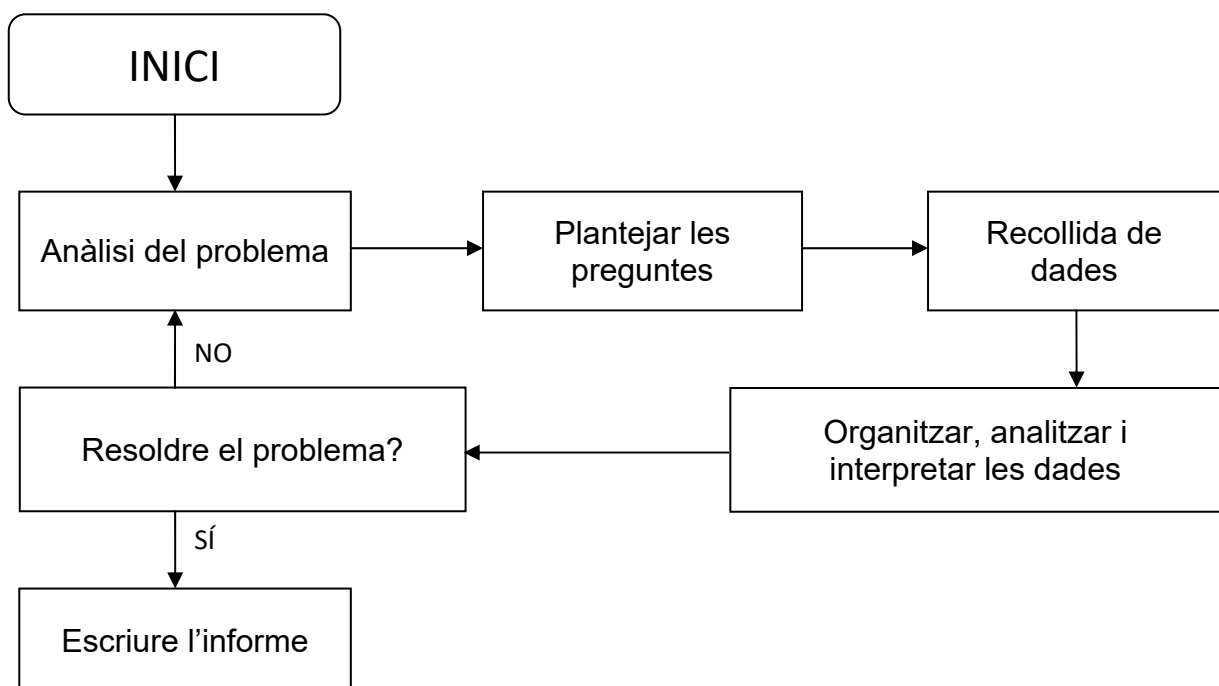 INICI
Anàlisi del problema
Plantejar les
preguntes
Recollida de
dades
NO
Resoldre el problema?
Organitzar, analitzar i
interpretar les dades
SÍ
Escriure l’informe